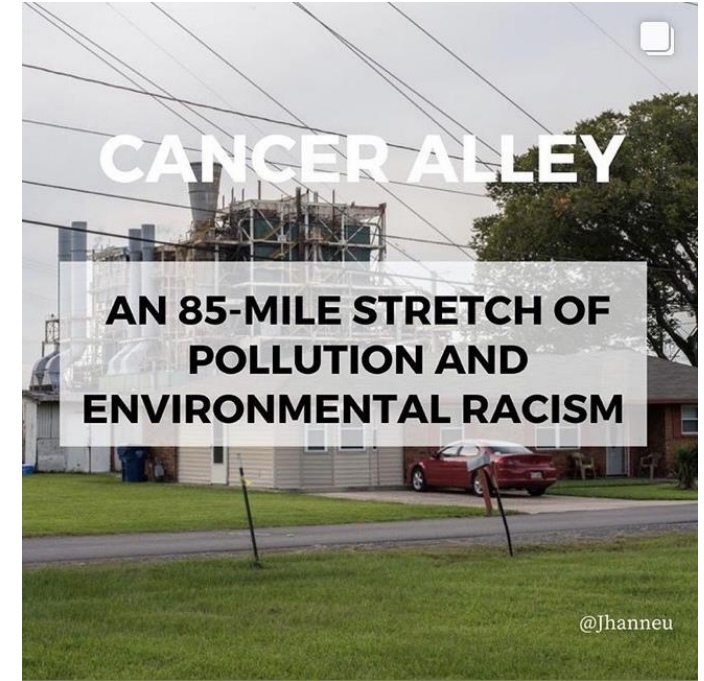 CANCER ALLEY
AN 85-MILE STRETCH OF
POLLUTION AND
ENVIRONMENTAL RACISM
@Jhanneu